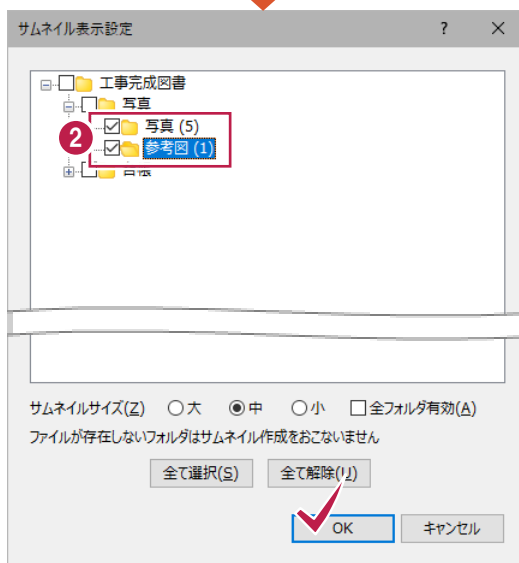 サムネイル表示設定 ?
工事完成図書
写真
写真 (5)
2
参考図 (1)
台帳
サムネイルサイズ(Z) 大 中 小 全フォルダ有効(A)
ファイルが存在しないフォルダはサムネイル作成をおこないません
全て選択(S) 全て解除(U)
OK キャンセル